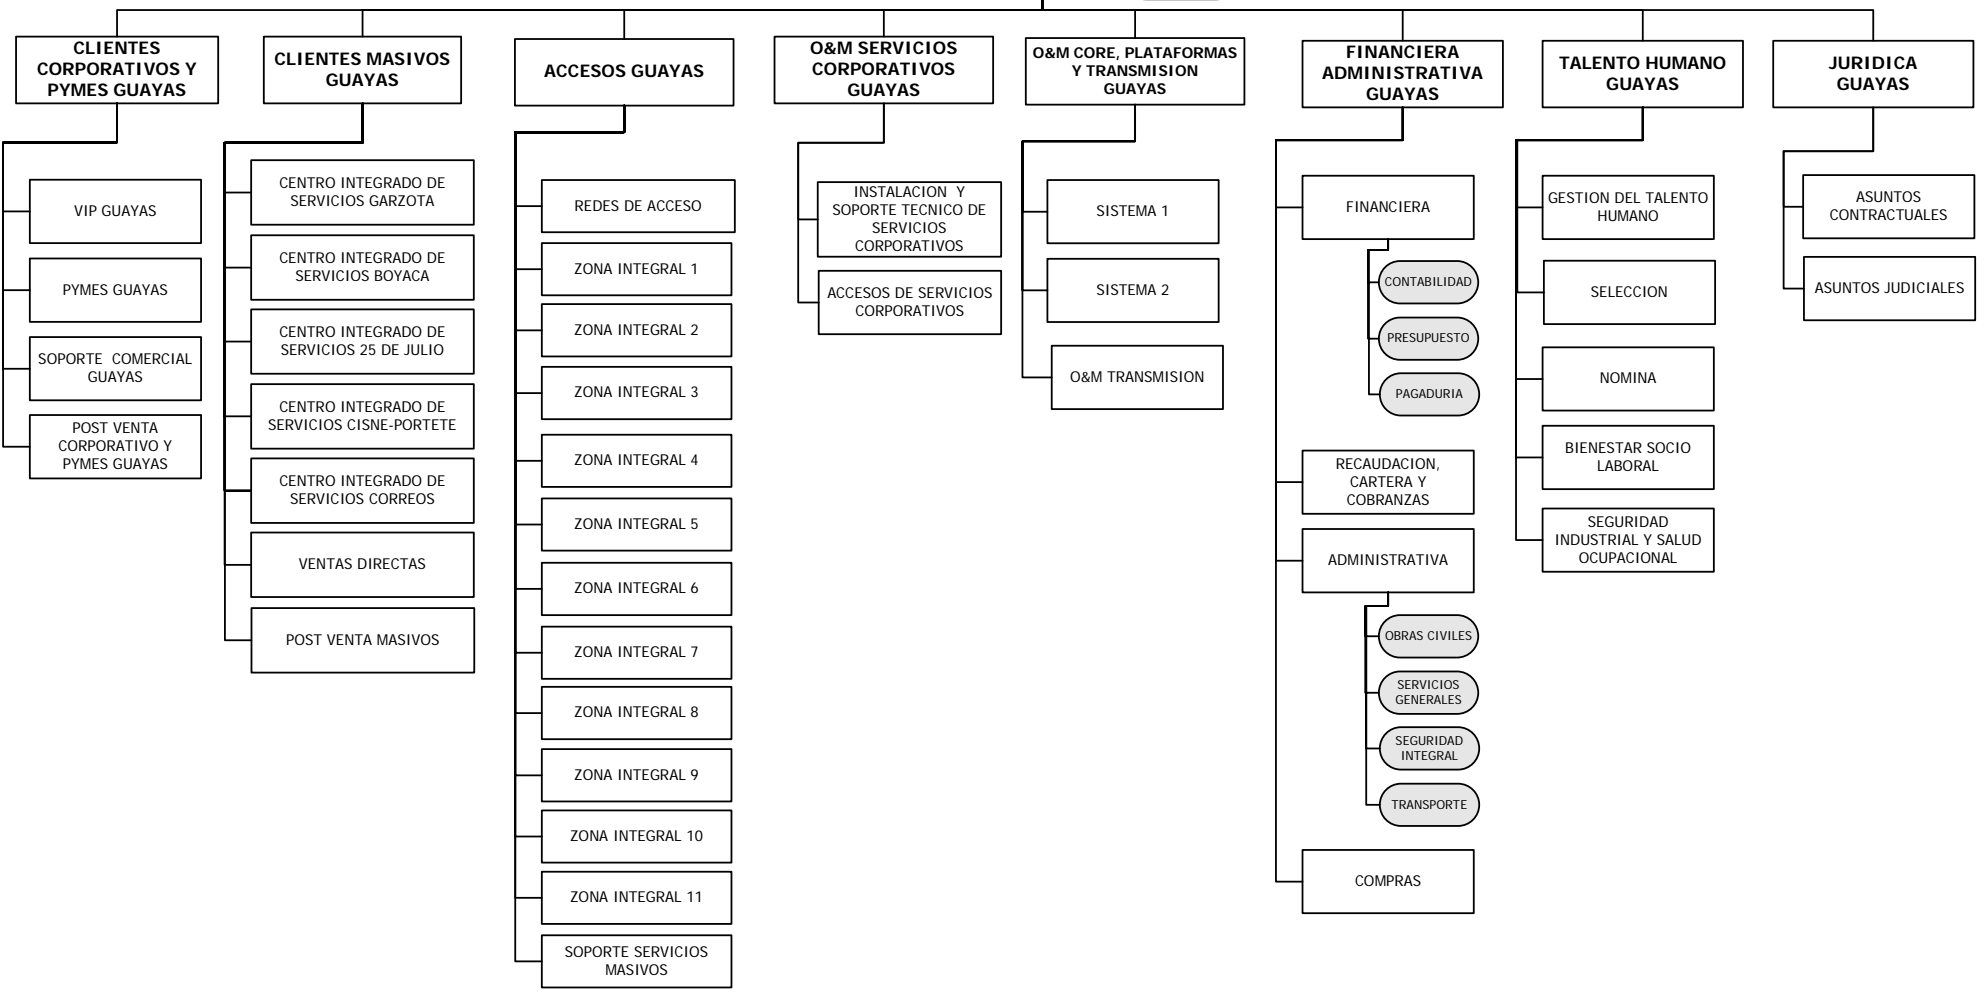 CLIENTES
CORPORATIVOS Y
PYMES GUAYAS
VIP GUAYAS
PYMES GUAYAS
SOPORTE COMERCIAL
GUAYAS
POST VENTA
CORPORATIVO Y
PYMES GUAYAS
CLIENTES MASIVOS
GUAYAS
CENTRO INTEGRADO DE
SERVICIOS GARZOTA
CENTRO INTEGRADO DE
SERVICIOS BOYACA
CENTRO INTEGRADO DE
SERVICIOS 25 DE JULIO
CENTRO INTEGRADO DE
SERVICIOS CISNE-PORTETE
CENTRO INTEGRADO DE
SERVICIOS CORREOS
VENTAS DIRECTAS
POST VENTA MASIVOS
ACCESOS GUAYAS
REDES DE ACCESO
ZONA INTEGRAL 1
ZONA INTEGRAL 2
ZONA INTEGRAL 3
ZONA INTEGRAL 4
ZONA INTEGRAL 5
ZONA INTEGRAL 6
ZONA INTEGRAL 7
ZONA INTEGRAL 8
ZONA INTEGRAL 9
ZONA INTEGRAL 10
ZONA INTEGRAL 11
SOPORTE SERVICIOS
MASIVOS
O&M SERVICIOS
CORPORATIVOS
GUAYAS
INSTALACION Y
SOPORTE TECNICO DE
SERVICIOS
CORPORATIVOS
ACCESOS DE SERVICIOS
CORPORATIVOS
O&M CORE, PLATAFORMAS
Y TRANSMISION
GUAYAS
SISTEMA 1
SISTEMA 2
O&M TRANSMISION
FINANCIERA
ADMINISTRATIVA
GUAYAS
FINANCIERA
CONTABILIDAD
PRESUPUESTO
PAGADURIA
RECAUDACION,
CARTERA Y
COBRANZAS
ADMINISTRATIVA
OBRAS CIVILES
SERVICIOS
GENERALES
SEGURIDAD
INTEGRAL
TRANSPORTE
COMPRAS
TALENTO HUMANO
GUAYAS
GESTION DEL TALENTO
HUMANO
SELECCION
NOMINA
BIENESTAR SOCIO
LABORAL
SEGURIDAD
INDUSTRIAL Y SALUD
OCUPACIONAL
JURIDICA
GUAYAS
ASUNTOS
CONTRACTUALES
ASUNTOS JUDICIALES